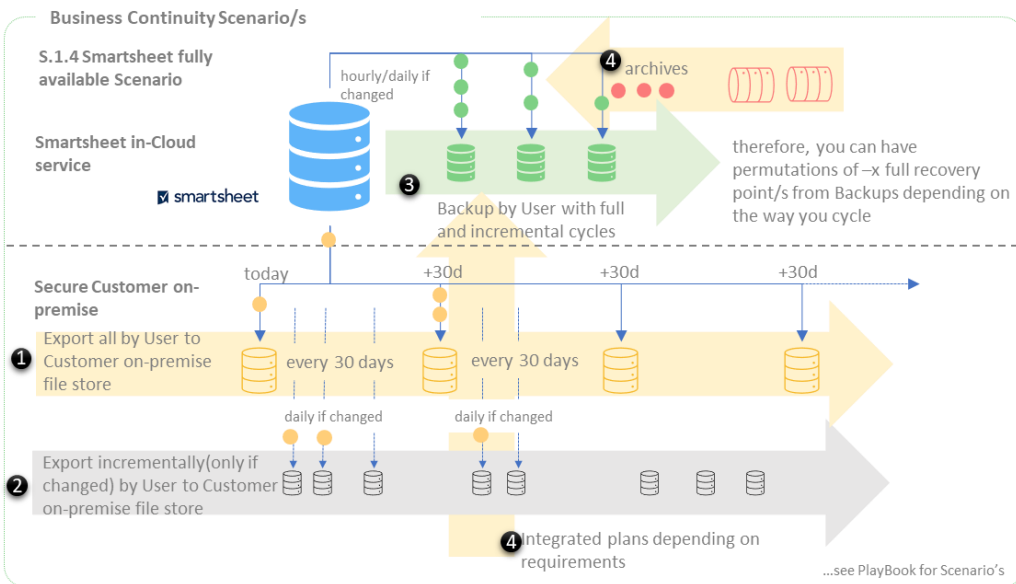 Business Continuity Scenario/s
S.1.4 Smartsheet fully
available Scenario
hourly/daily if
changed
4
archives
Smartsheet in-Cloud
service
smartsheet
3
Backup by User with full
and incremental cycles
therefore, you can have
permutations of –x full recovery
point/s from Backups depending on
the way you cycle
today
+30d
+30d
+30d
Secure Customer on-
premise
1
Export all by User to
Customer on-premise
file store
every 30 days
every 30 days
daily if changed
daily if changed
2
Export incrementally(only if
changed) by User to Customer
on-premise file store
4
Integrated plans depending on
requirements
...see PlayBook for Scenario's